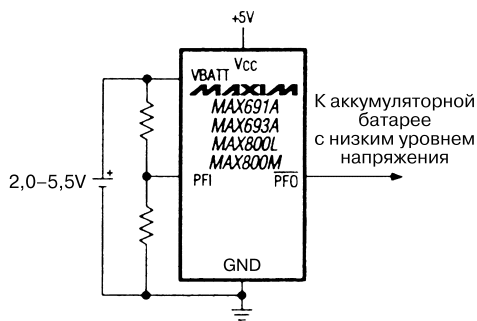 +5V
VCC
VBATT
MAXIM
MAX691A
MAX693A
MAX800L
MAX800M
К аккумуляторной
батарее
с низким уровнем
напряжения
2,0–5,5V
+
PFI
PFO
GND